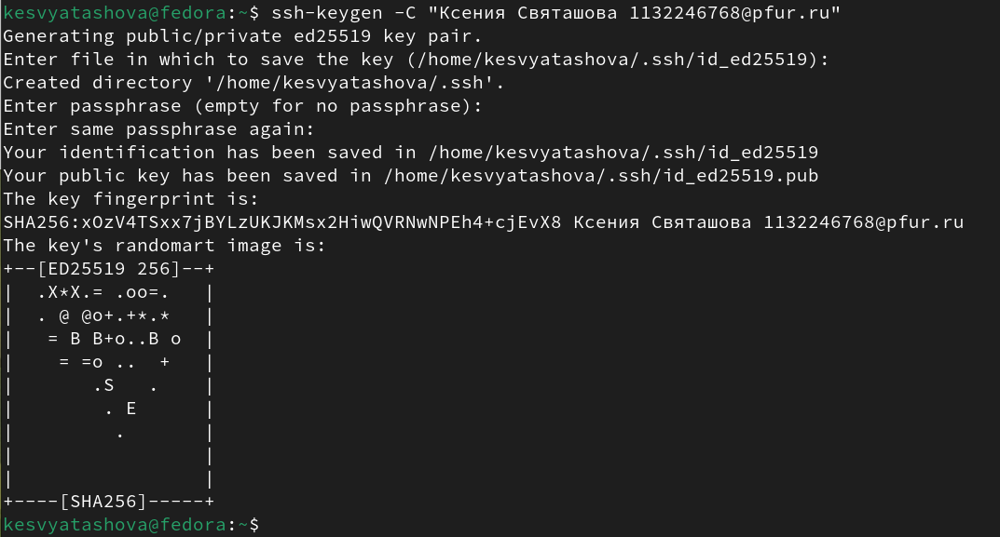 kesvyatashova@fedora:~$ ssh-keygen -C "Ксения Святашова 1132246768@pfur.ru"
Generating public/private ed25519 key pair.
Enter file in which to save the key (/home/kesvyatashova/.ssh/id_ed25519):
Created directory '/home/kesvyatashova/.ssh'.
Enter passphrase (empty for no passphrase):
Enter same passphrase again:
Your identification has been saved in /home/kesvyatashova/.ssh/id_ed25519
Your public key has been saved in /home/kesvyatashova/.ssh/id_ed25519.pub
The key fingerprint is:
SHA256:xOzV4TSxx7jBYLzUKJKMsx2HiwQVRNwNPEh4+cjEvX8 Ксения Святашова 1132246768@pfur.ru
The key's randomart image is:
+--[ED25519 256]--+
|  .X*X.= .oo=.   |
|  . @ @o+.+*.*   |
|   = B B+o..B o  |
|    = =o ..  +   |
|       .S   .    |
|        . E      |
|         .       |
|                 |
|                 |
+----[SHA256]-----+
kesvyatashova@fedora:~$